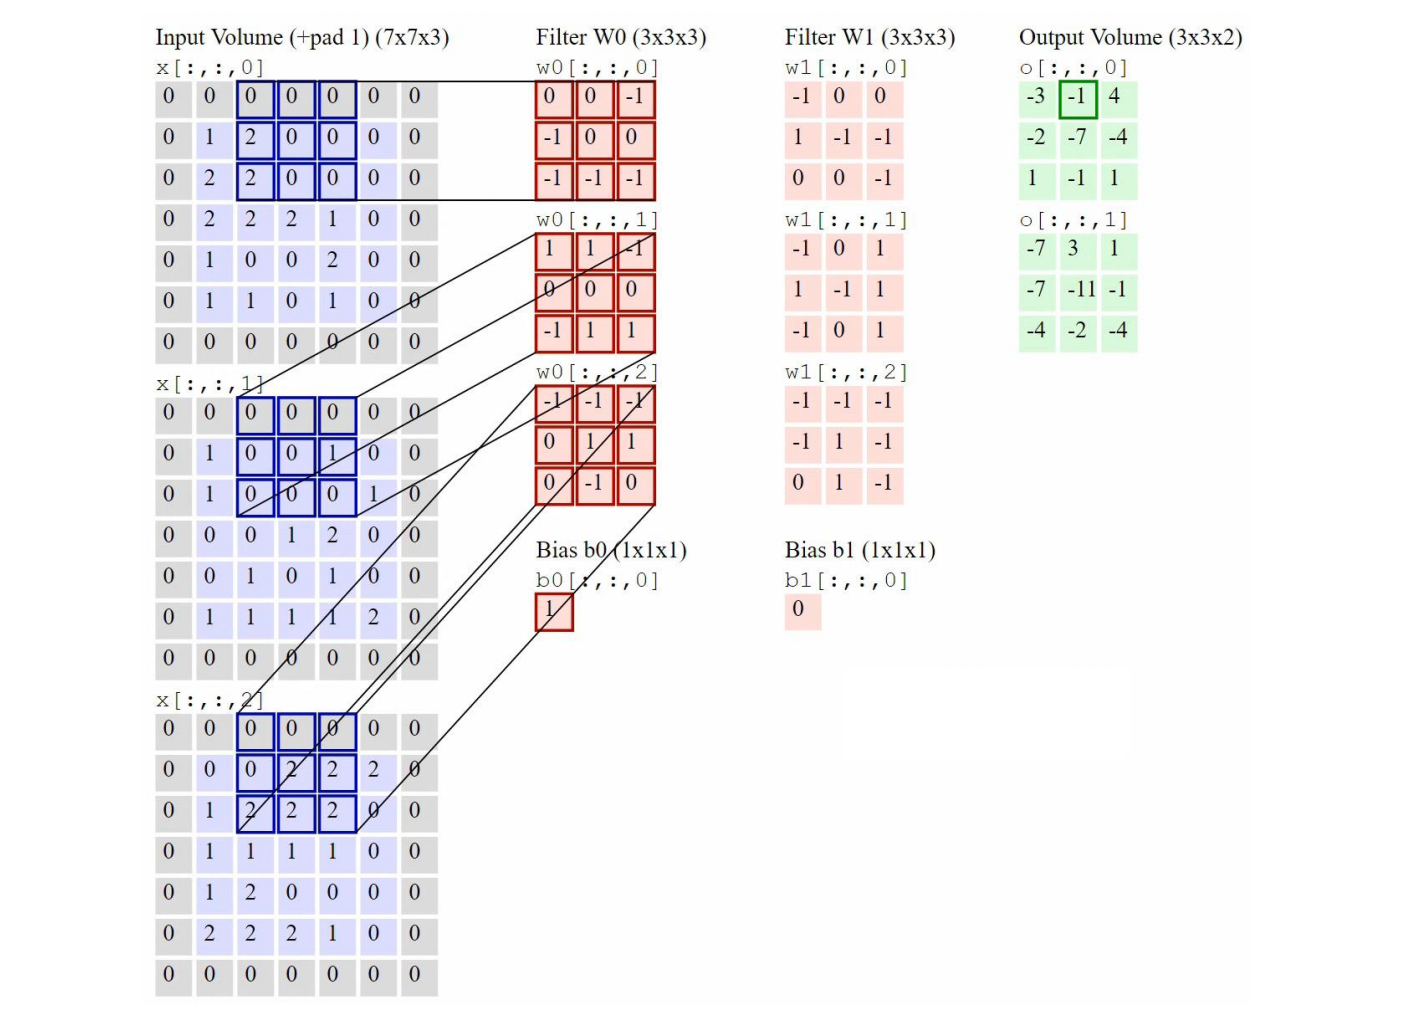 Input Volume (+pad 1) (7x7x3)
x[:,:,0]
0 0 0 0 0 0 0
0 1 2 0 0 0 0
0 2 2 0 0 0 0
0 2 2 2 1 0 0
0 1 0 0 2 0 0
0 1 1 0 1 0 0
0 0 0 0 0 0 0
x[:,:,1]
0 0 0 0 0 0 0
0 1 0 0 1 0 0
0 1 0 0 0 1 0
0 0 0 1 2 0 0
0 0 1 0 1 0 0
0 1 1 1 1 2 0
0 0 0 0 0 0 0
x[:,:,2]
0 0 0 0 0 0 0
0 0 0 2 2 2 0
0 1 2 2 2 0 0
0 1 1 1 1 0 0
0 1 2 0 0 0 0
0 2 2 2 1 0 0
0 0 0 0 0 0 0
Filter W0 (3x3x3)
w0[:,:,0]
0 0 -1
-1 0 0
-1 -1 -1
w0[:,:,1]
1 1 -1
0 0 0
-1 1 1
w0[:,:,2]
-1 -1 -1
0 1 1
0 -1 0
Bias b0 (1x1x1)
b0[:,:,0]
1
Filter W1 (3x3x3)
w1[:,:,0]
-1 0 0
1 -1 -1
0 0 -1
w1[:,:,1]
-1 0 1
1 -1 1
-1 0 1
w1[:,:,2]
-1 -1 -1
-1 1 -1
0 1 -1
Bias b1 (1x1x1)
b1[:,:,0]
0
Output Volume (3x3x2)
o[:,:,0]
-3 -1 4
-2 -7 -4
1 -1 1
o[:,:,1]
-7 3 1
-7 -11 -1
-4 -2 -4